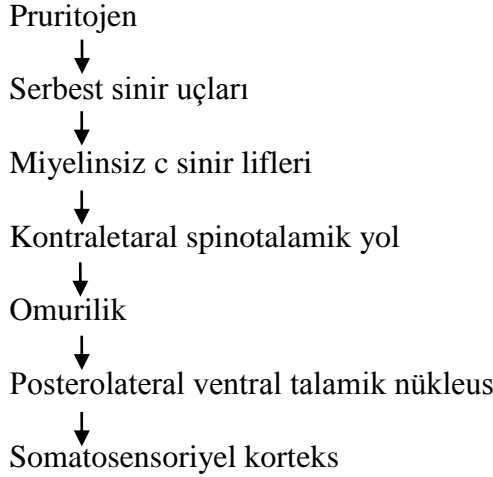 Pruritojen
Serbest sinir uçları
Miyelinsiz c sinir lifleri
Kontraletaral spinotalamik yol
Omurilik
Posterolateral ventral talamik nükleus
Somatosensoriyel korteks